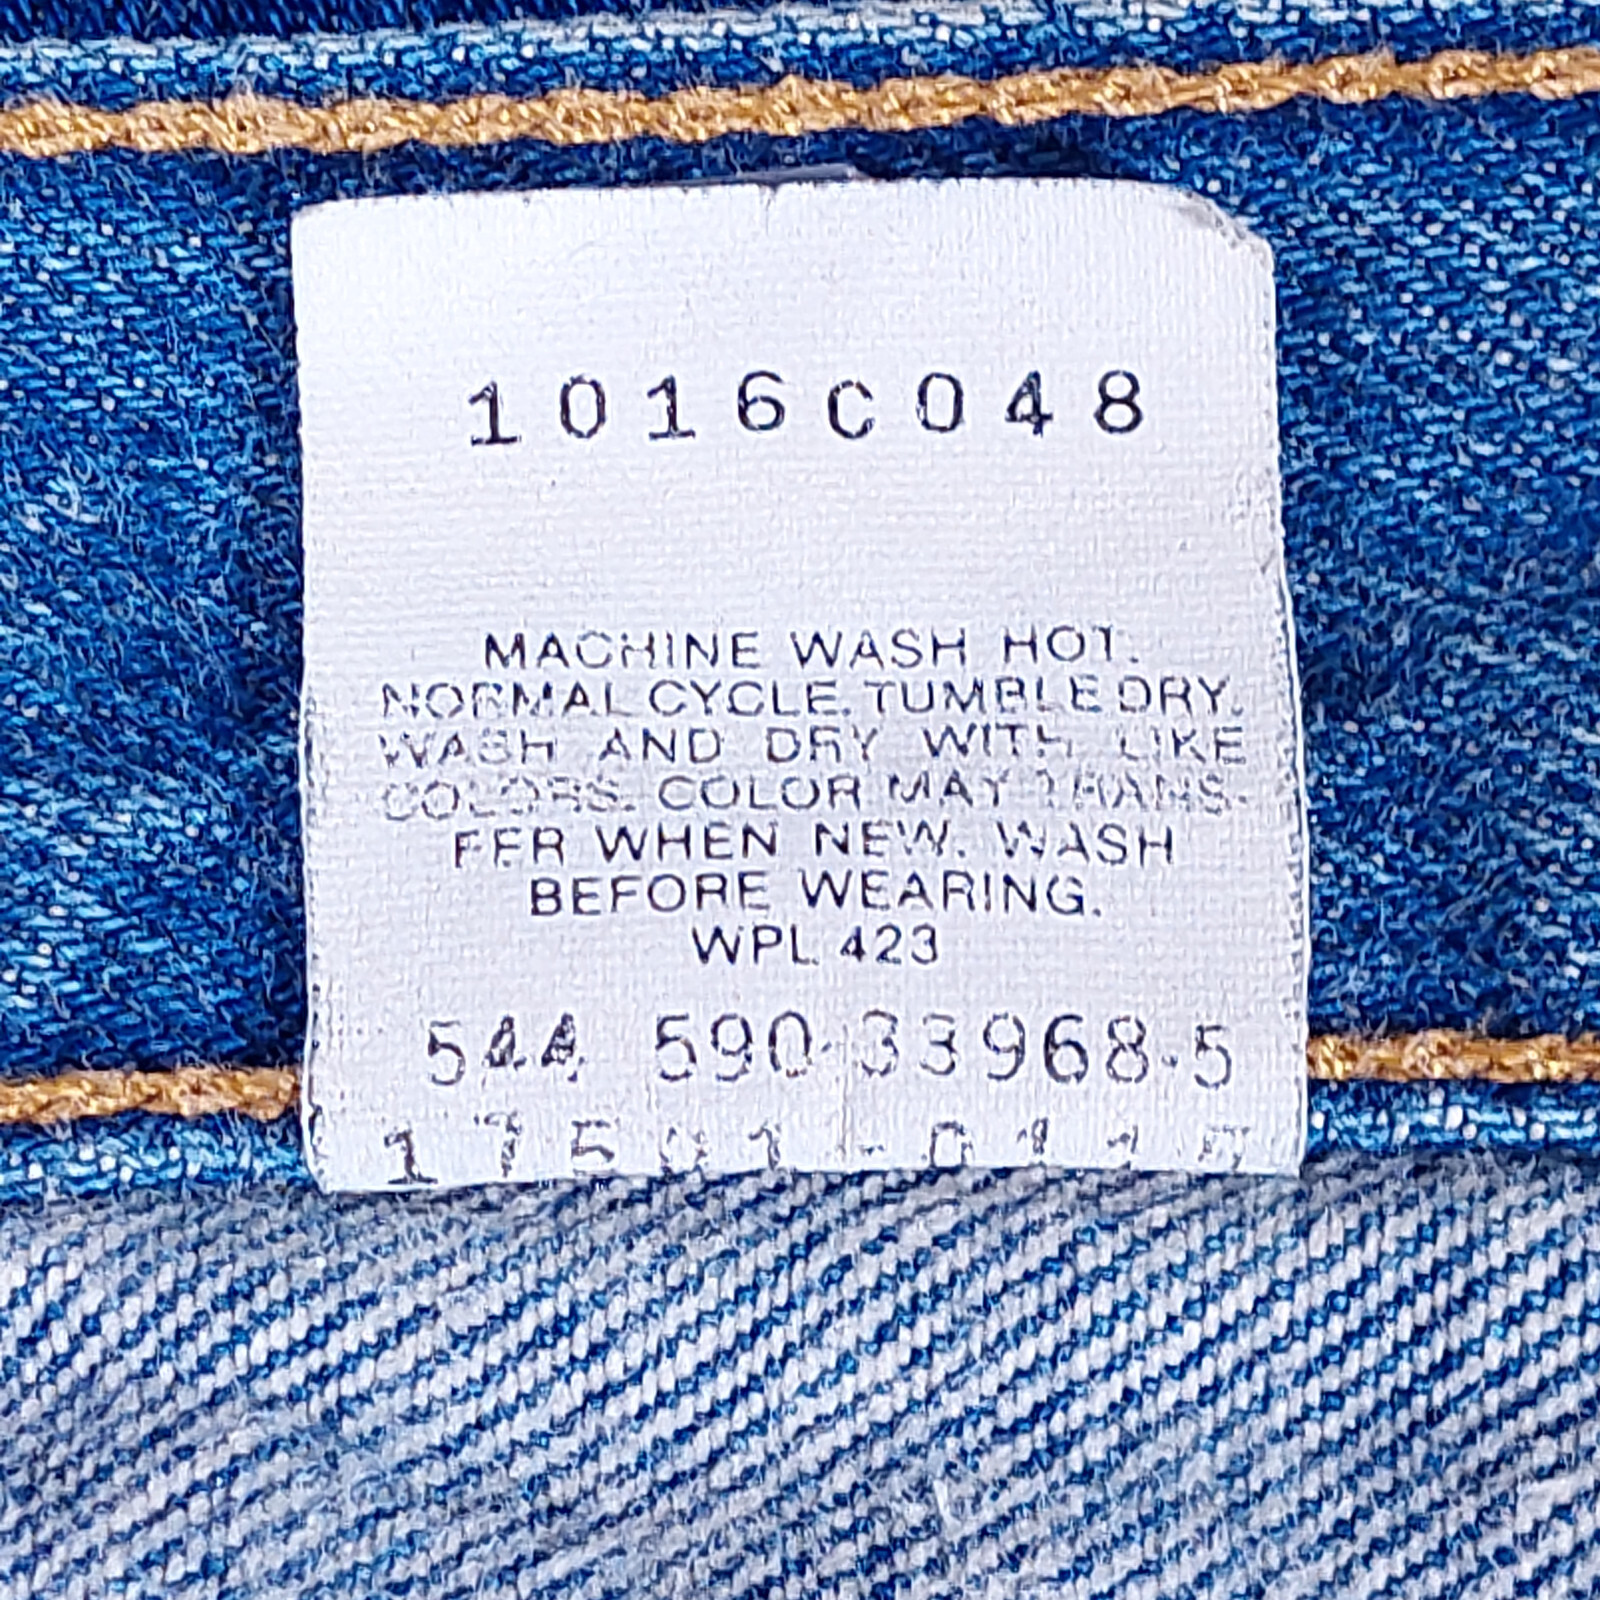 1016C048
MACHINE WASH HOT.
NORMAL CYCLE. TUMBLE DRY.
WASH AND DRY WITH LIKE
COLORS. COLOR MAY TRANS-
FER WHEN NEW. WASH
BEFORE WEARING.
WPL 423
544 590-33968-5